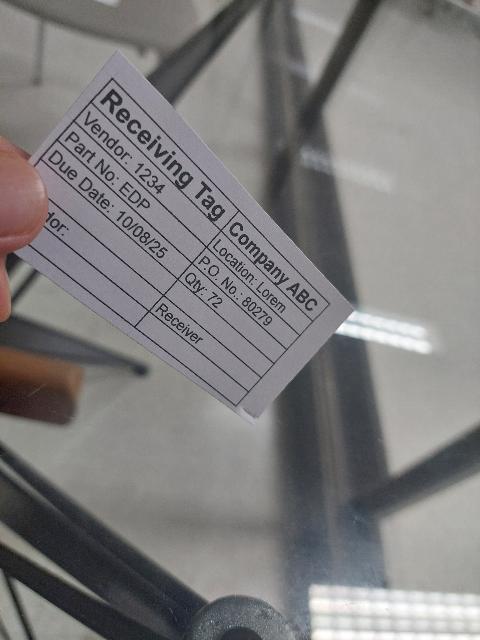 Receiving Tag Company ABC
Vendor: 1234 Location: Lorem
Part No: EDP P.O. No.: 80279
Due Date: 10/08/25 Qty: 72
dor: Receiver